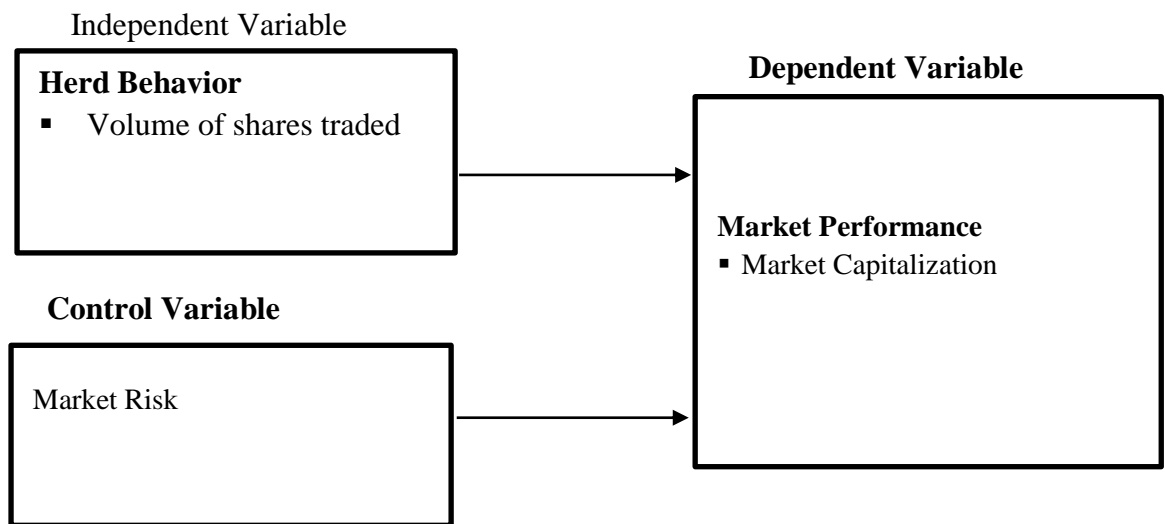 Independent Variable
Herd Behavior
▪ Volume of shares traded
Control Variable
Market Risk
Dependent Variable
Market Performance
▪ Market Capitalization